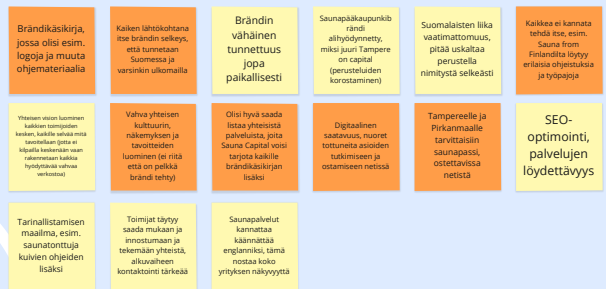 Brändikäsikirja,
jossa olisi esim.
logoja ja muuta
ohjemateriaalia
Kaiken lähtökohtana
itse brändin selkeys,
että tunnetaan
Suomessa ja
varsinkin ulkomailla
Brändin
vähäinen
tunnettuus
jopa
paikallisesti
Saunapääkaupunkib
rändi
alihyödynnetty,
miksi juuri Tampere
on capital
(perusteluiden
korostaminen)
Suomalaisten liika
vaatimattomuus,
pitää uskaltaa
perustella
nimitystä selkeästi
Kaikkea ei kannata
tehdä itse, esim.
Sauna from
Finlandilta löytyy
erilaisia ohjeistuksia
ja työpajoja
Yhteisen vision luominen
kaikkien toimijoiden
kesken, kaikille selvää mitä
tavoitellaan (jotta ei
kilpailla keskenään vaan
rakennetaan kaikkia
hyödyttävää vahvaa
verkostoa)
Vahva yhteisen
kulttuurin,
näkemyksen ja
tavoitteiden
luominen (ei riitä
että on pelkkä
brändi tehty)
Olisi hyvä saada
listaa yhteisistä
palveluista, joita
Sauna Capital voisi
tarjota kaikille
brändikäsikirjan
lisäksi
Digitaalinen
saatavuus, nuoret
tottuneita asioiden
tutkimiseen ja
ostamiseen netissä
Tampereelle ja
Pirkanmaalle
tarvittaisiin
saunapassi,
ostettavissa
netistä
SEO-
optimointi,
palvelujen
löydettävyys
Tarinallistamisen
maailma, esim.
saunatonttuja
kuivien ohjeiden
lisäksi
Toimijat täytyy
saada mukaan ja
innostumaan ja
tekemään yhteistä,
alkuvaiheen
kontaktointi tärkeää
Saunapalvelut
kannattaa
käännättää
englanniksi, tämä
nostaa koko
yrityksen näkyvyyttä